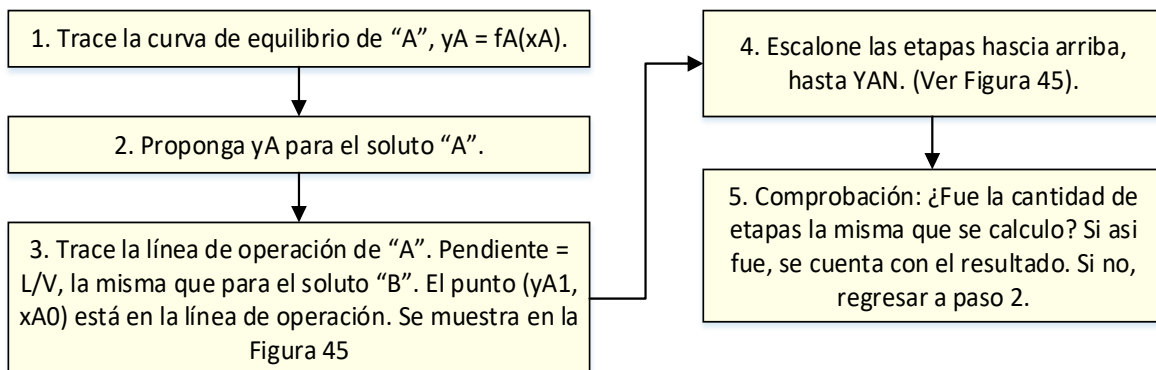 1. Trace la curva de equilibrio de “A”, yA = fA(xA).
2. Proponga yA para el soluto “A”.
3. Trace la línea de operación de “A”. Pendiente =
L/V, la misma que para el soluto “B”. El punto (yA1,
xA0) está en la línea de operación. Se muestra en la
Figura 45
4. Escalone las etapas hascia arriba,
hasta YAN. (Ver Figura 45).
5. Comprobación: ¿Fue la cantidad de
etapas la misma que se calculo? Si asi
fue, se cuenta con el resultado. Si no,
regresar a paso 2.